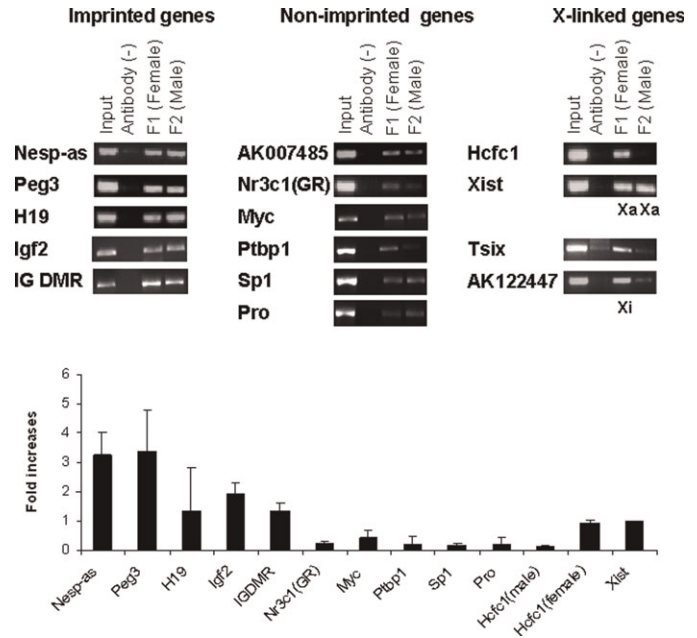 Imprinted genes
Non-imprinted genes
X-linked genes
Input
Antibody (-)
F1 (Female)
F2 (Male)
Input
Antibody (-)
F1 (Female)
F2 (Male)
Input
Antibody (-)
F1 (Female)
F2 (Male)
Nesp-as
Peg3
H19
Igf2
IG DMR
AK007485
Nr3c1(GR)
Myc
Ptbp1
Sp1
Pro
Hcfc1
Xist
Xa Xa
Tsix
AK122447
Xi
Fold increases
6
5
4
3
2
1
0
Nesp-as
Peg3
H19
Igf2
IGDMR
Nr3c1(GR)
Myc
Ptbp1
Sp1
Pro
Hcfc1(male)
Hcfc1(female)
Xist